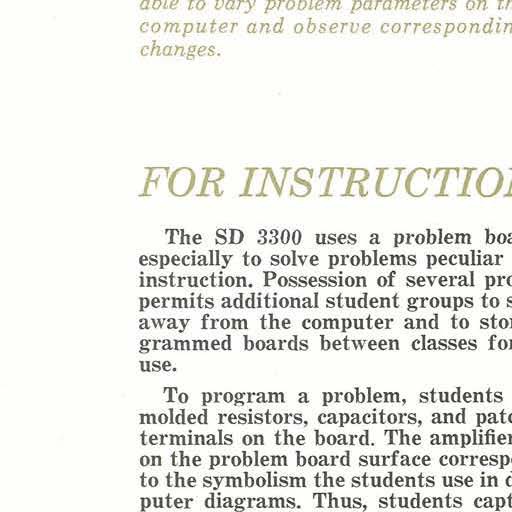 able to vary problem parameters on th
computer and observe correspondin
changes.
FOR INSTRUCTION
The SD 3300 uses a problem boa
especially to solve problems peculiar
instruction. Possession of several pro
permits additional student groups to s
away from the computer and to stor
grammed boards between classes for
use.
To program a problem, students
molded resistors, capacitors, and patc
terminals on the board. The amplifier
on the problem board surface corresp
to the symbolism the students use in d
puter diagrams. Thus, students capt